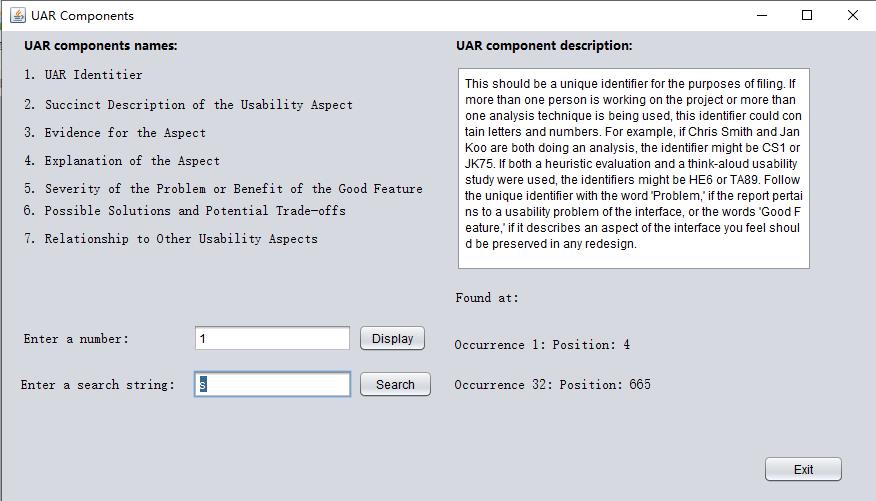 UAR Components
UAR components names:
UAR component description:
1. UAR Identitier
2. Succinct Description of the Usability Aspect
3. Evidence for the Aspect
4. Explanation of the Aspect
5. Severity of the Problem or Benefit of the Good Feature
6. Possible Solutions and Potential Trade-offs
7. Relationship to Other Usability Aspects
This should be a unique identifier for the purposes of filing. If
more than one person is working on the project or more than
one analysis technique is being used, this identifier could con
tain letters and numbers. For example, if Chris Smith and Jan
Koo are both doing an analysis, the identifier might be CS1 or
JK75. If both a heuristic evaluation and a think-aloud usability
study were used, the identifiers might be HE6 or TA89. Follow
the unique identifier with the word 'Problem,' if the report pertai
ns to a usability problem of the interface, or the words 'Good F
eature,' if it describes an aspect of the interface you feel shoul
d be preserved in any redesign.
Found at:
Enter a number: 1 Display
Occurrence 1: Position: 4
Enter a search string: s Search
Occurrence 32: Position: 665
Exit